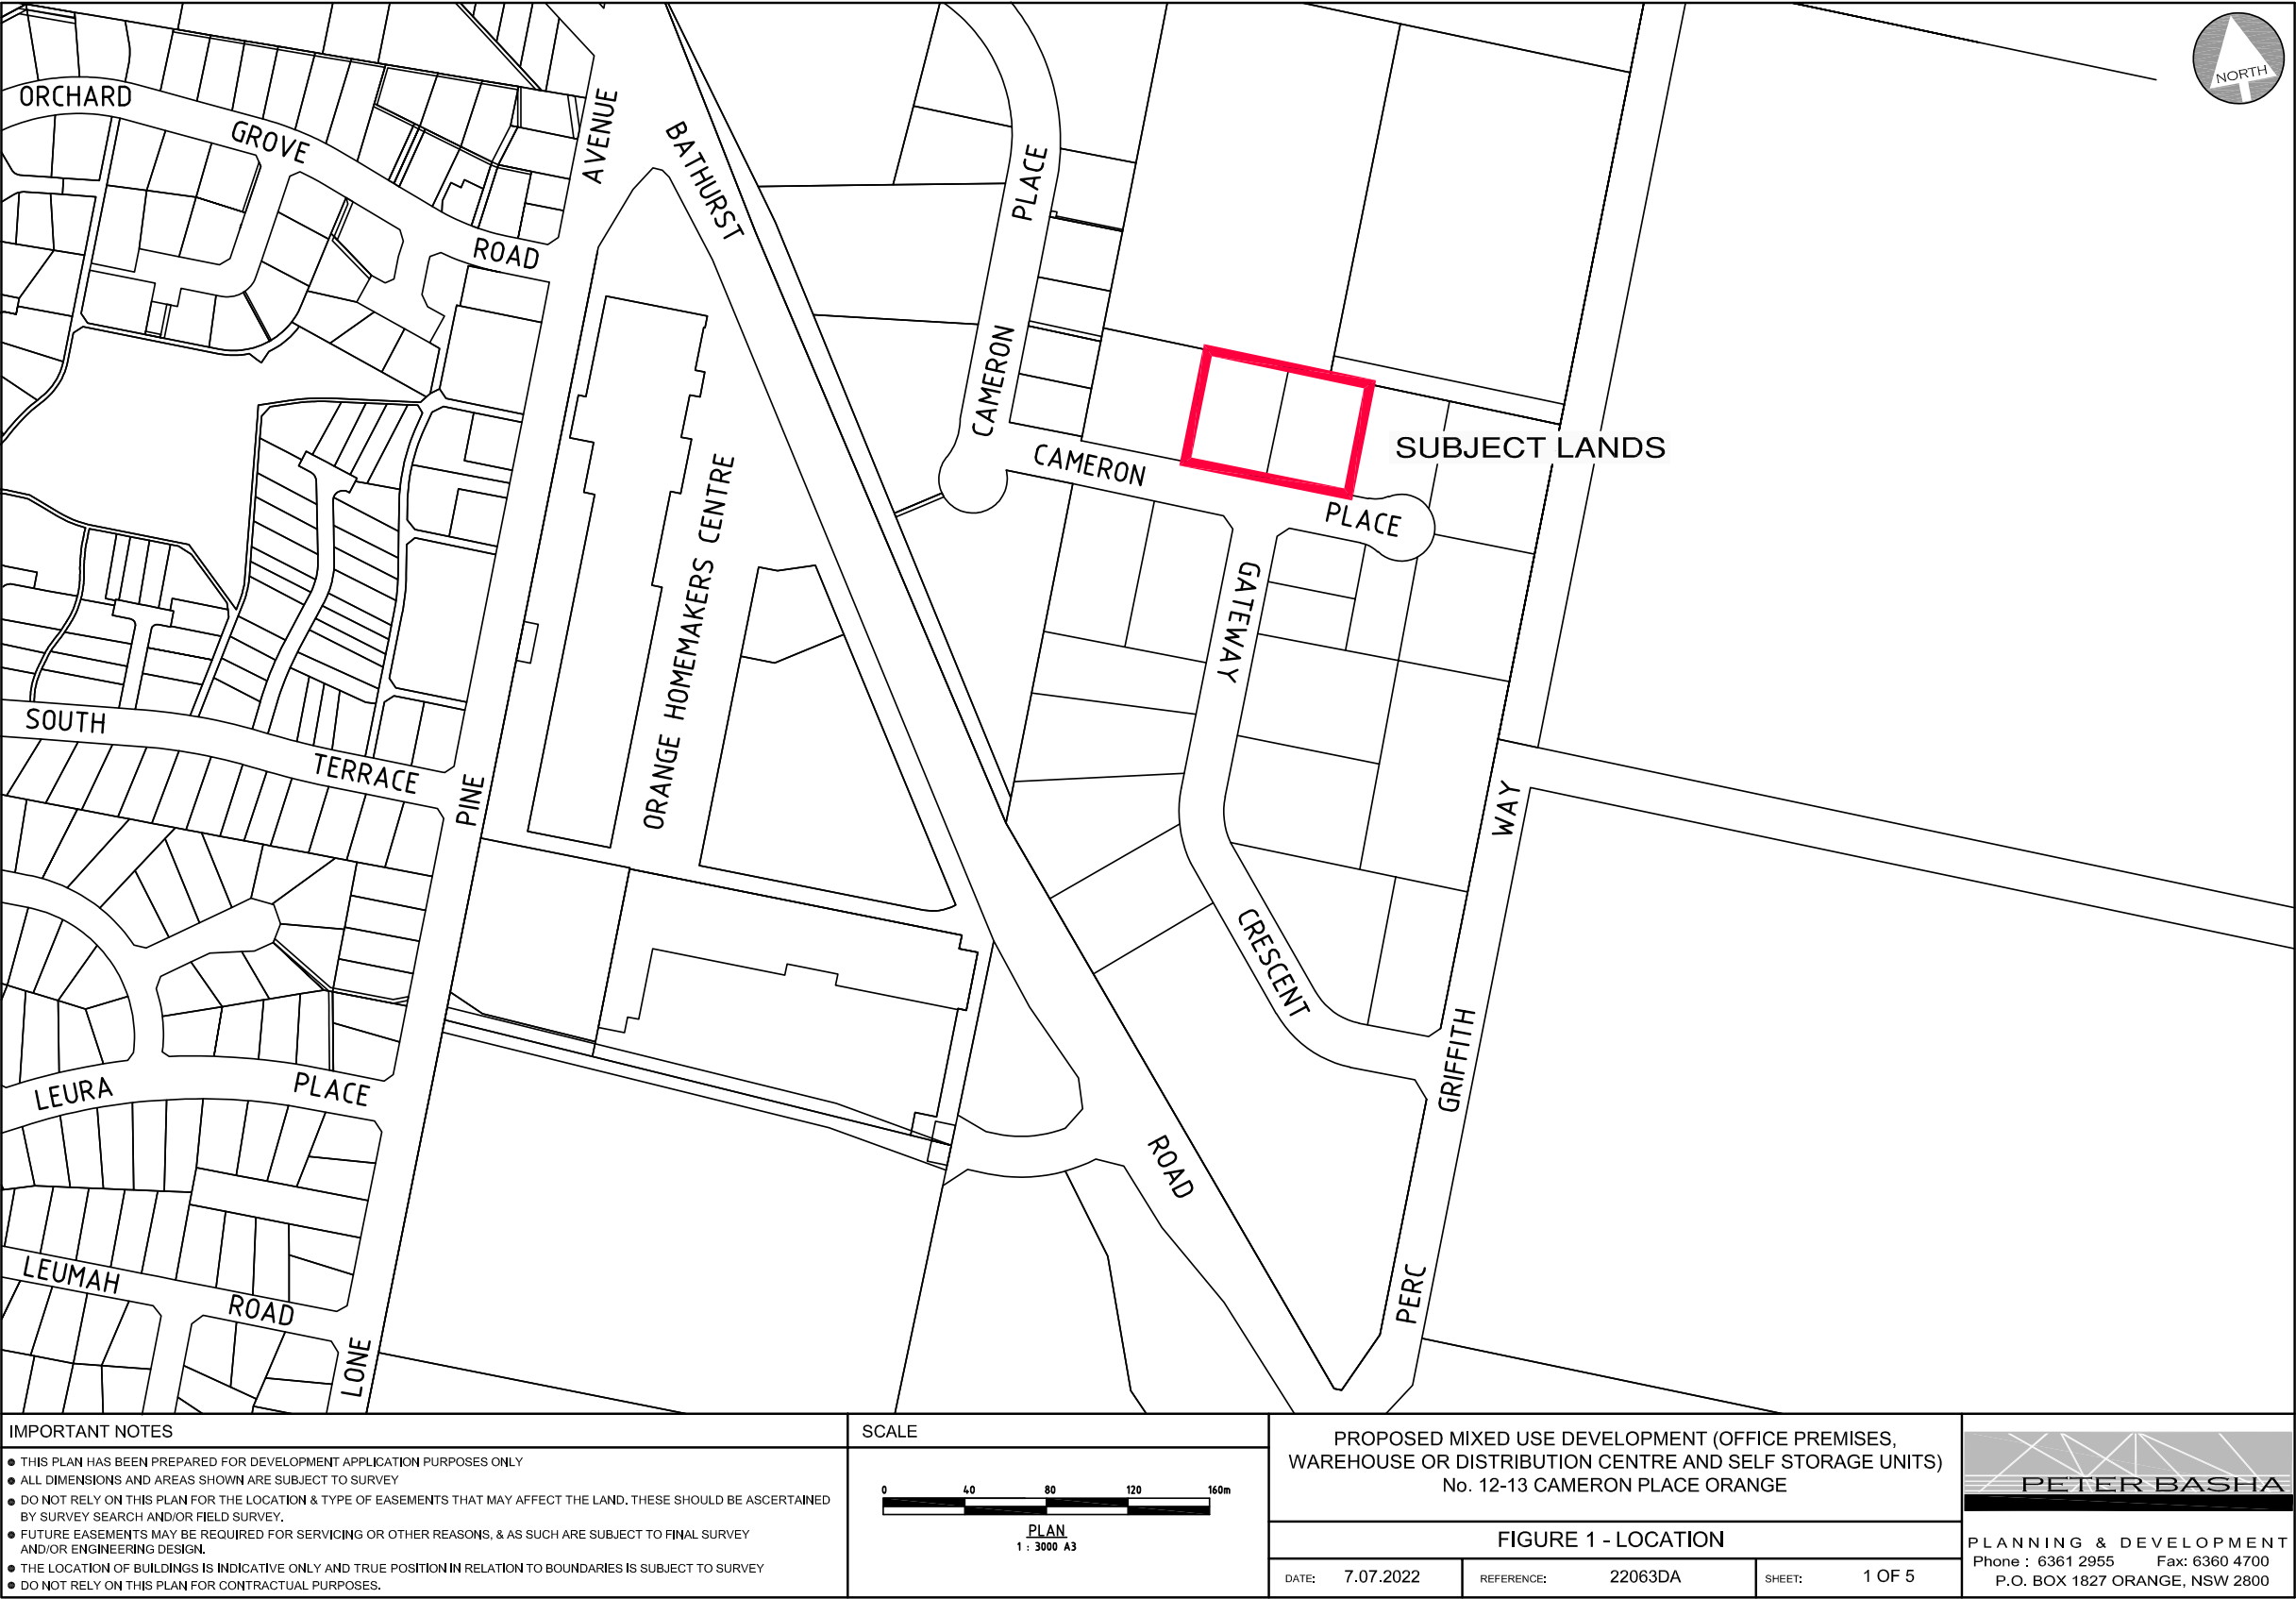 NORTH
ORCHARD
GROVE
ROAD
AVENUE
BATHURST
PLACE
CAMERON
CAMERON
PLACE
SUBJECT LANDS
GATEWAY
CRESCENT
ORANGE HOMEMAKERS CENTRE
SOUTH
TERRACE
PINE
WAY
GRIFFITH
PERC
LEURA
PLACE
ROAD
LEUMAH
ROAD
LONE
IMPORTANT NOTES
THIS PLAN HAS BEEN PREPARED FOR DEVELOPMENT APPLICATION PURPOSES ONLY
ALL DIMENSIONS AND AREAS SHOWN ARE SUBJECT TO SURVEY
DO NOT RELY ON THIS PLAN FOR THE LOCATION & TYPE OF EASEMENTS THAT MAY AFFECT THE LAND. THESE SHOULD BE ASCERTAINED
BY SURVEY SEARCH AND/OR FIELD SURVEY.
FUTURE EASEMENTS MAY BE REQUIRED FOR SERVICING OR OTHER REASONS, & AS SUCH ARE SUBJECT TO FINAL SURVEY
AND/OR ENGINEERING DESIGN.
THE LOCATION OF BUILDINGS IS INDICATIVE ONLY AND TRUE POSITION IN RELATION TO BOUNDARIES IS SUBJECT TO SURVEY
DO NOT RELY ON THIS PLAN FOR CONTRACTUAL PURPOSES.
SCALE
0 40 80 120 160m
PLAN
1 : 3000 A3
PROPOSED MIXED USE DEVELOPMENT (OFFICE PREMISES,
WAREHOUSE OR DISTRIBUTION CENTRE AND SELF STORAGE UNITS)
No. 12-13 CAMERON PLACE ORANGE
FIGURE 1 - LOCATION
DATE: 7.07.2022 REFERENCE: 22063DA SHEET: 1 OF 5
PETER BASHA
PLANNING & DEVELOPMENT
Phone : 6361 2955 Fax: 6360 4700
P.O. BOX 1827 ORANGE, NSW 2800